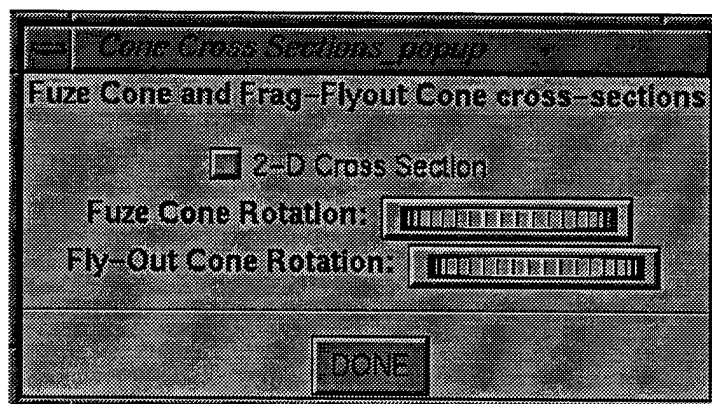 Cone Cross Sections_popup
Fuze Cone and Frag-Flyout Cone cross-sections
2-D Cross Section
Fuze Cone Rotation:
Fly-Out Cone Rotation:
DONE